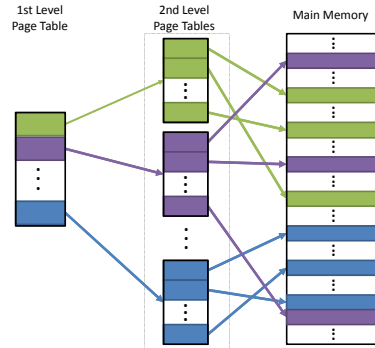 1st Level
Page Table
2nd Level
Page Tables
Main Memory